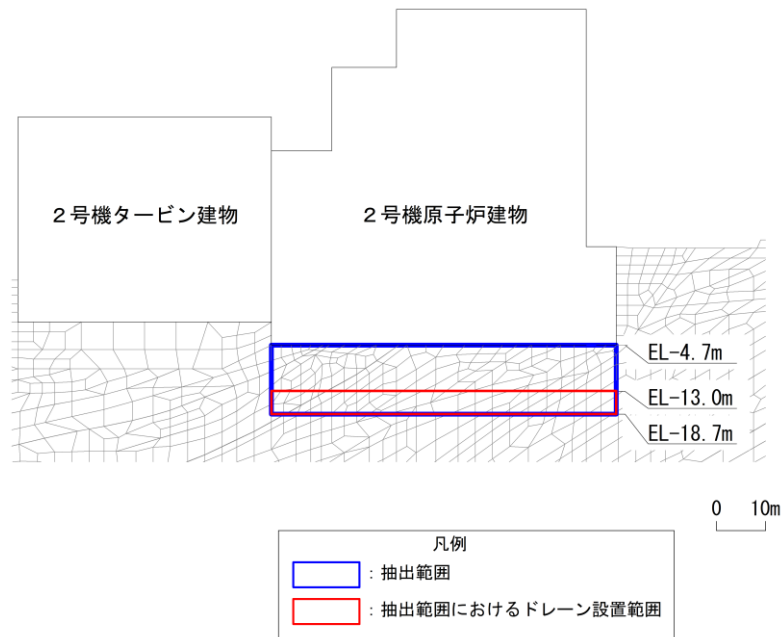 ２号機タービン建物
２号機原子炉建物
EL-4.7m
EL-13.0m
EL-18.7m
0 10m
凡例
：抽出範囲
：抽出範囲におけるドレーン設置範囲